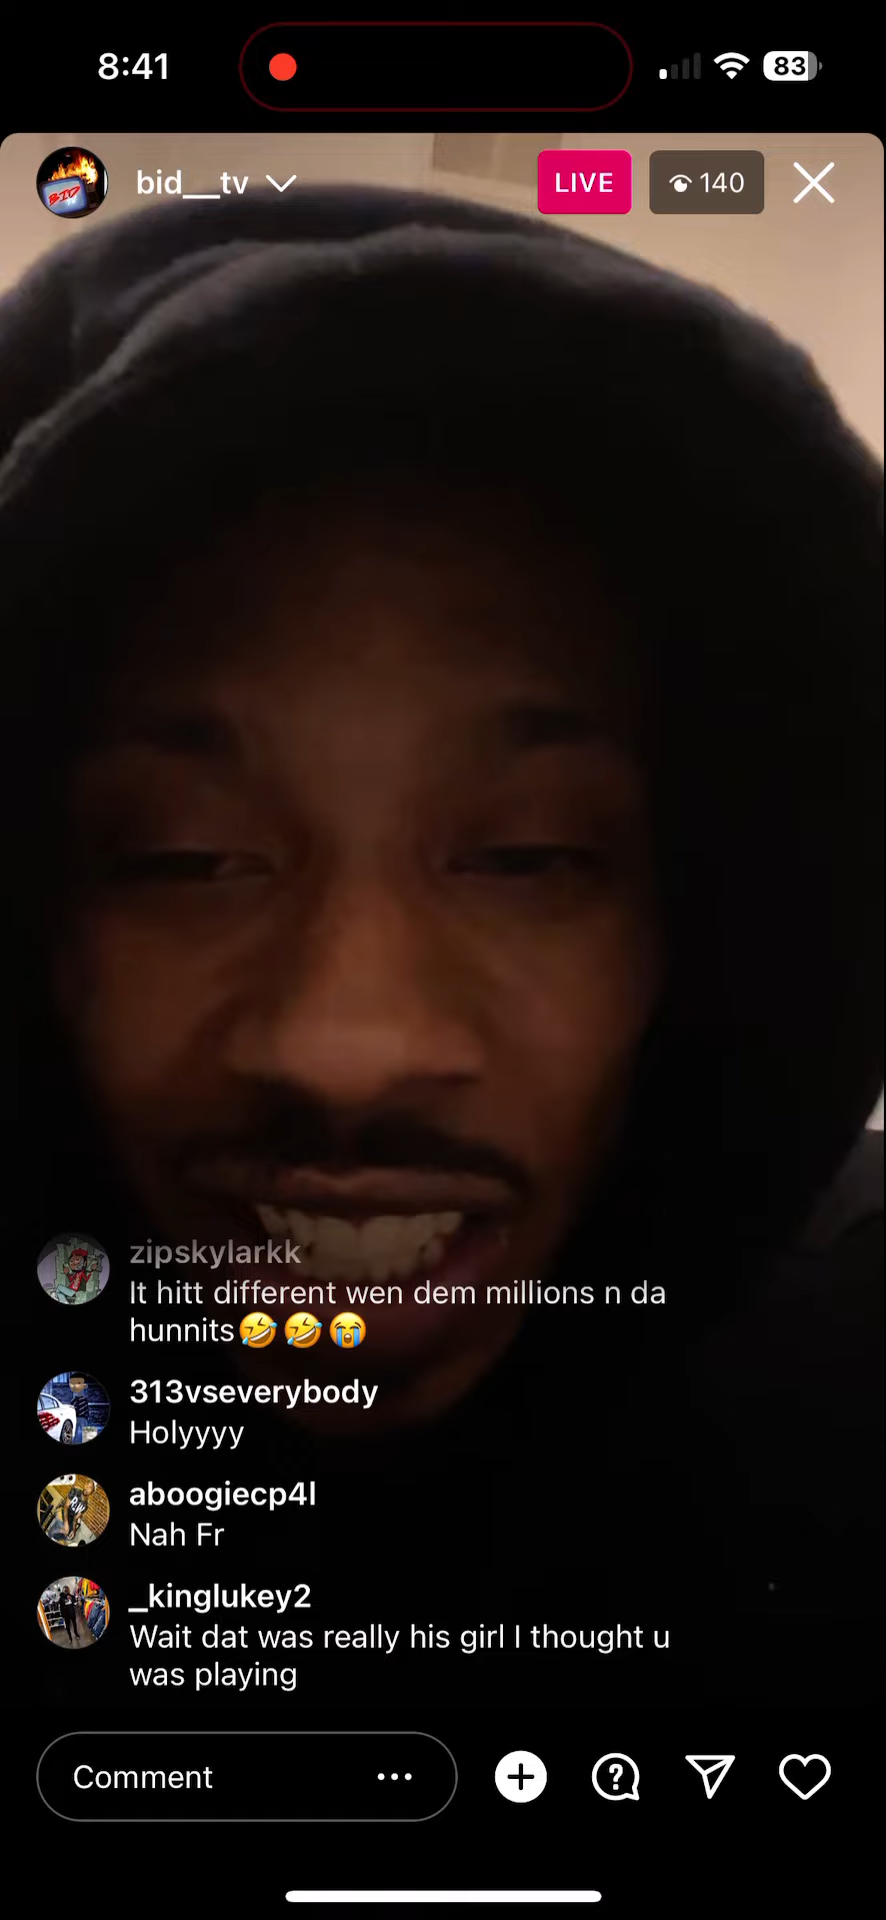 8:41
83
bid__tv
LIVE
140
BID
zipskylarkk
It hitt different wen dem millions n da
hunnits🤣🤣😭
313vseverybody
Holyyyy
aboogiecp4l
Nah Fr
_kinglukey2
Wait dat was really his girl I thought u
was playing
Comment